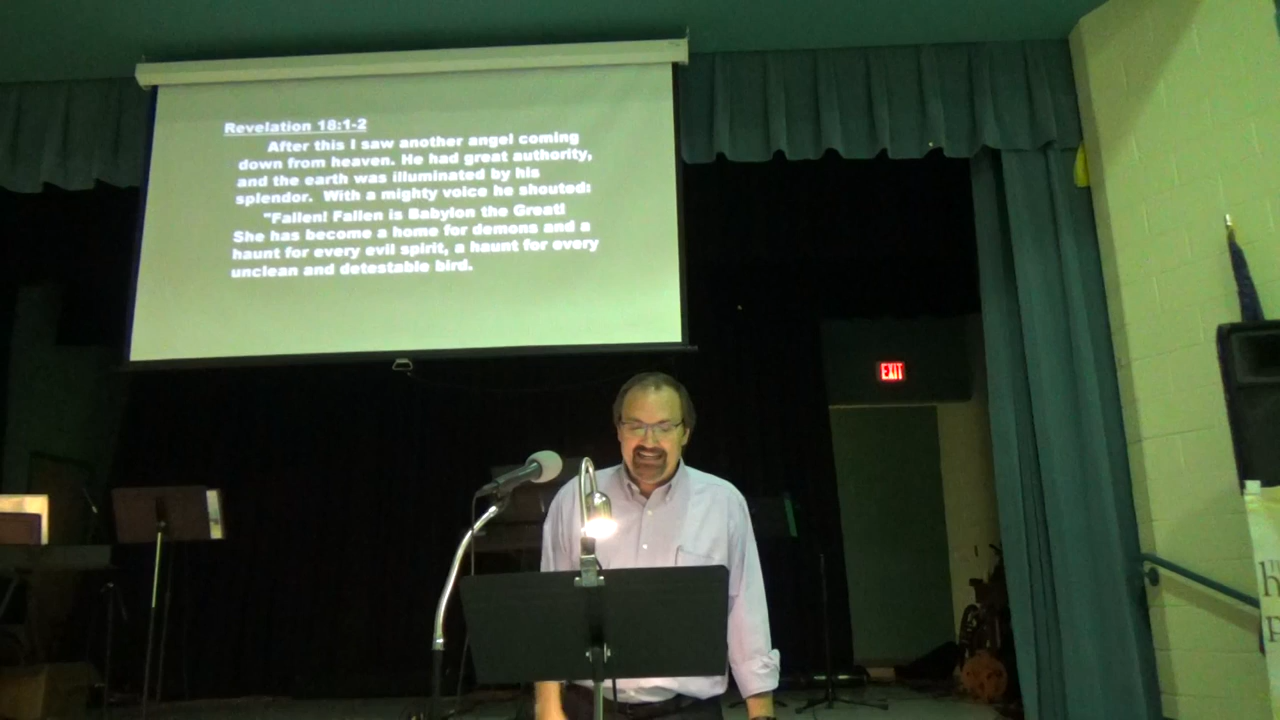 Revelation 18:1-2
After this I saw another angel coming
down from heaven. He had great authority,
and the earth was illuminated by his
splendor. With a mighty voice he shouted:
"Fallen! Fallen is Babylon the Great!
She has become a home for demons and a
haunt for every evil spirit, a haunt for every
unclean and detestable bird.
EXIT